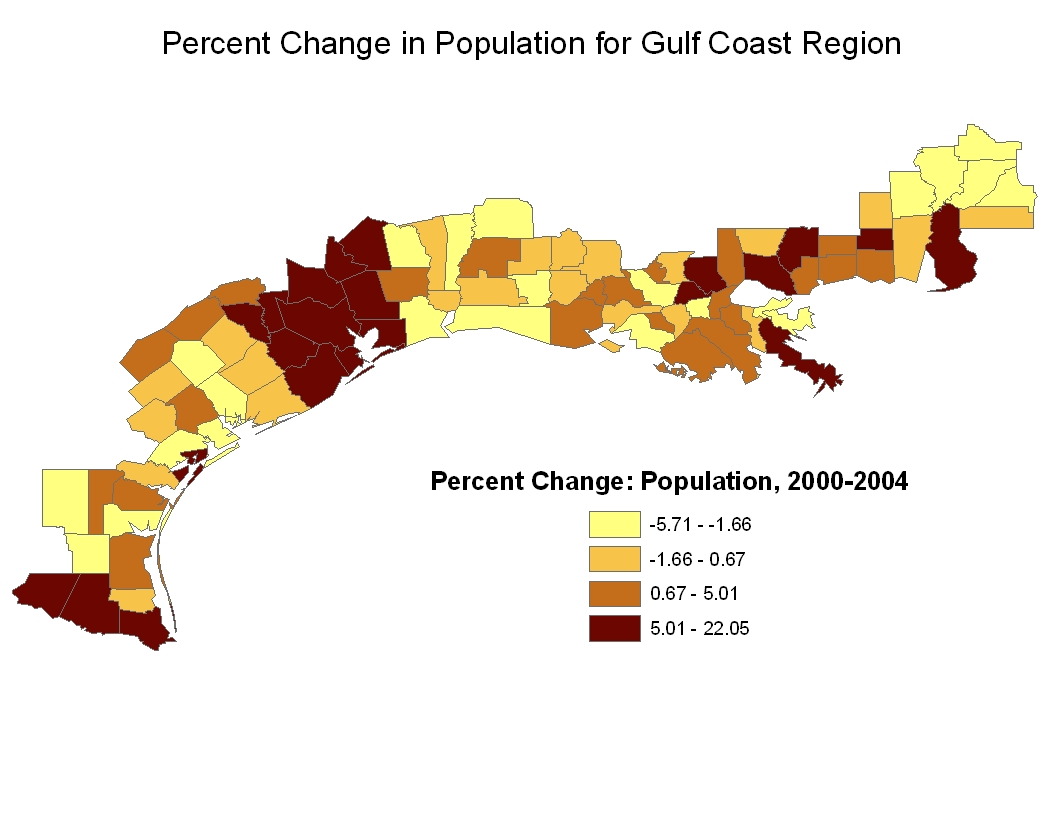 Percent Change in Population for Gulf Coast Region
Percent Change: Population, 2000-2004
-5.71 - -1.66
-1.66 - 0.67
0.67 - 5.01
5.01 - 22.05